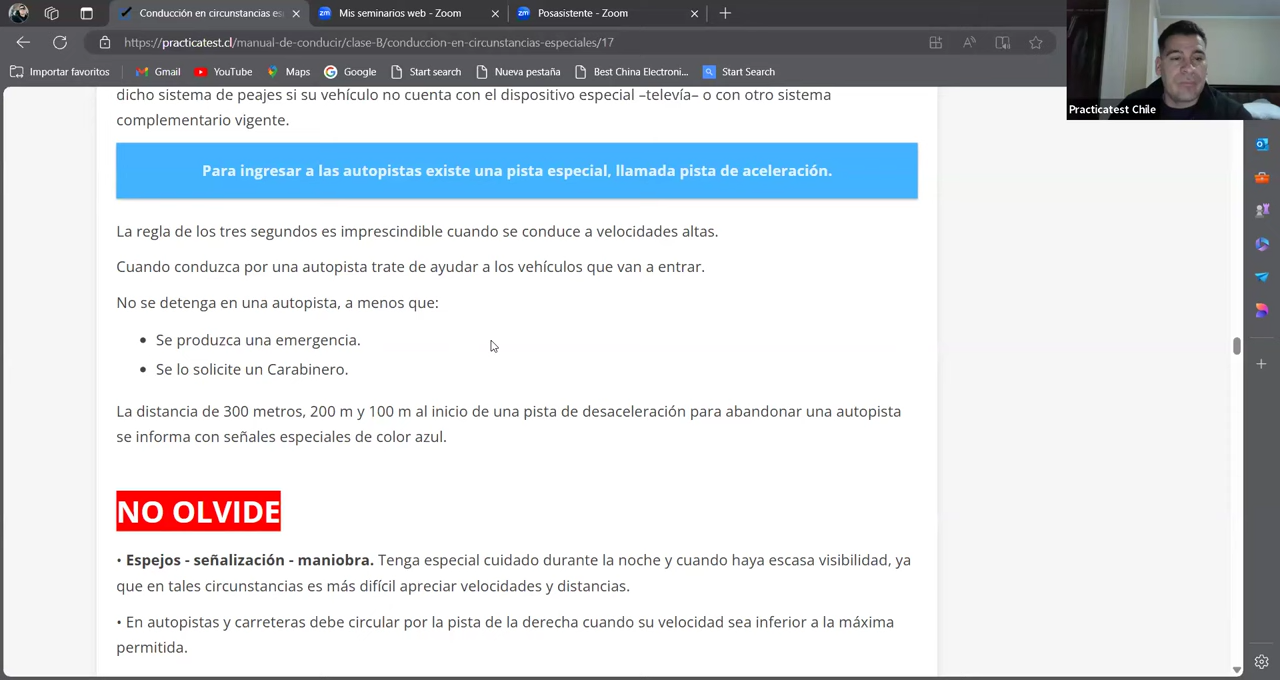 Conducción en circunstancias es
Mis seminarios web - Zoom
Posasistente - Zoom
https://practicatest.cl/manual-de-conducir/clase-B/conduccion-en-circunstancias-especiales/17
Importar favoritos
Gmail
YouTube
Maps
Google
Start search
Nueva pestaña
Best China Electroni...
Start Search
Practicatest Chile
dicho sistema de peajes si su vehículo no cuenta con el dispositivo especial –televía– o con otro sistema
complementario vigente.
Para ingresar a las autopistas existe una pista especial, llamada pista de aceleración.
La regla de los tres segundos es imprescindible cuando se conduce a velocidades altas.
Cuando conduzca por una autopista trate de ayudar a los vehículos que van a entrar.
No se detenga en una autopista, a menos que:
• Se produzca una emergencia.
• Se lo solicite un Carabinero.
La distancia de 300 metros, 200 m y 100 m al inicio de una pista de desaceleración para abandonar una autopista
se informa con señales especiales de color azul.
NO OLVIDE
• Espejos - señalización - maniobra. Tenga especial cuidado durante la noche y cuando haya escasa visibilidad, ya
que en tales circunstancias es más difícil apreciar velocidades y distancias.
• En autopistas y carreteras debe circular por la pista de la derecha cuando su velocidad sea inferior a la máxima
permitida.